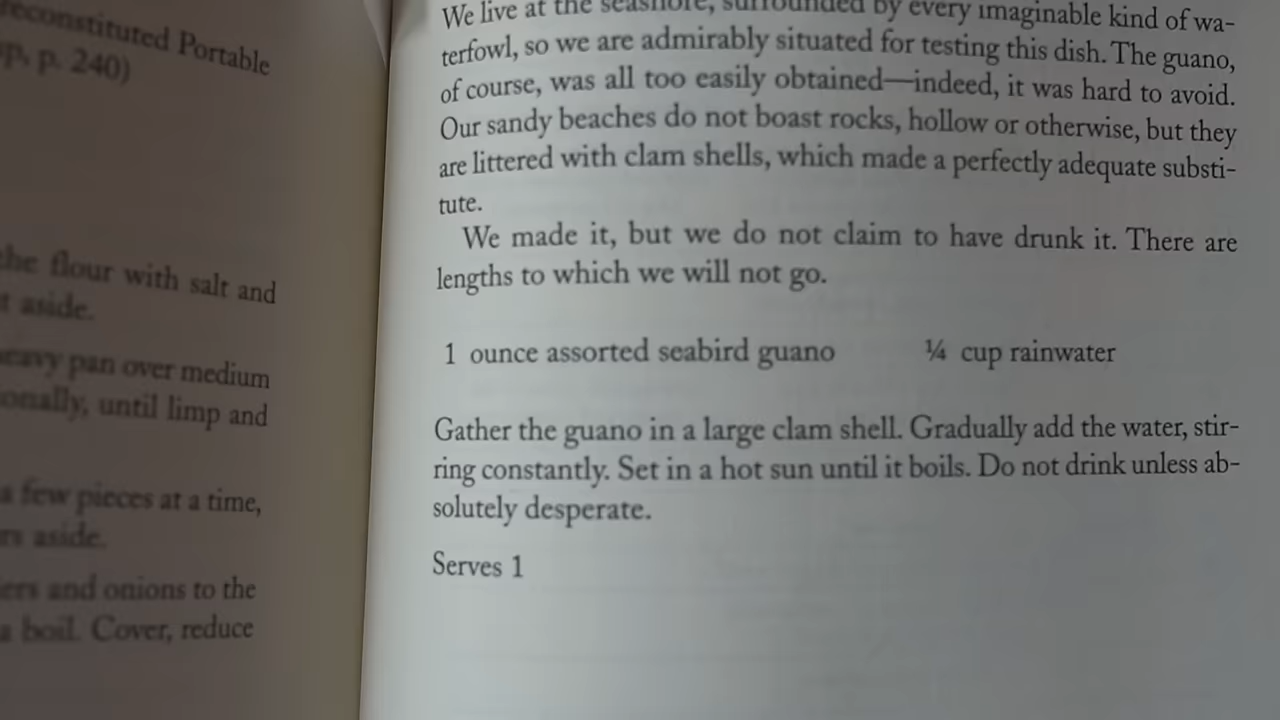 reconstituted Portable
p, p. 240)
the flour with salt and
t aside.
heavy pan over medium
onally, until limp and
a few pieces at a time,
rs aside.
ers and onions to the
a boil. Cover, reduce
We live at the seashore, surrounded by every imaginable kind of wa-
terfowl, so we are admirably situated for testing this dish. The guano,
of course, was all too easily obtained—indeed, it was hard to avoid.
Our sandy beaches do not boast rocks, hollow or otherwise, but they
are littered with clam shells, which made a perfectly adequate substi-
tute.
We made it, but we do not claim to have drunk it. There are
lengths to which we will not go.
1 ounce assorted seabird guano ¼ cup rainwater
Gather the guano in a large clam shell. Gradually add the water, stir-
ring constantly. Set in a hot sun until it boils. Do not drink unless ab-
solutely desperate.
Serves 1